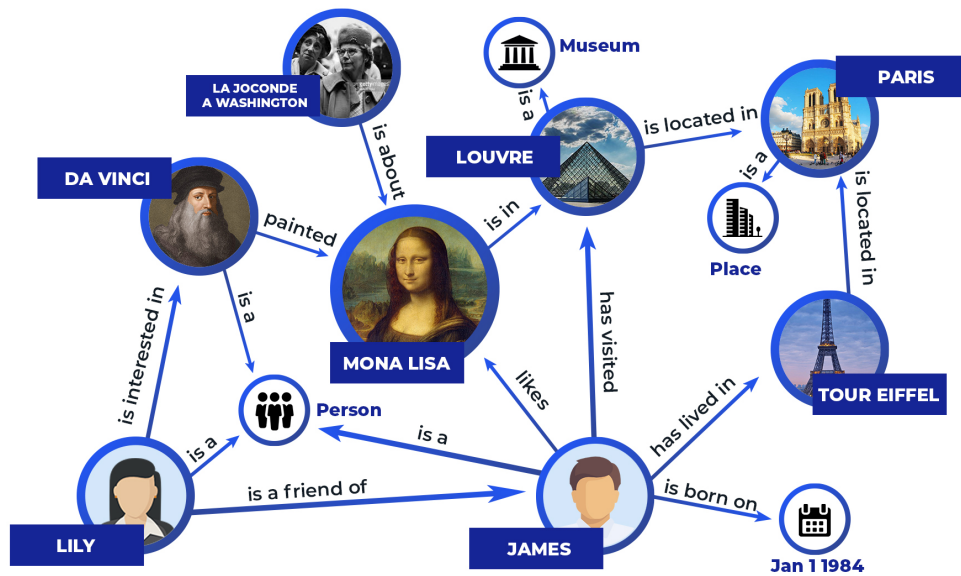 LA JOCONDE
A WASHINGTON
Museum
PARIS
is a
is located in
LOUVRE
is about
DA VINCI
is a
is located in
painted
is in
Place
is a
is interested in
has visited
MONA LISA
likes
TOUR EIFFEL
Person
has lived in
is a
is a
is a friend of
is born on
LILY
JAMES
Jan 1 1984